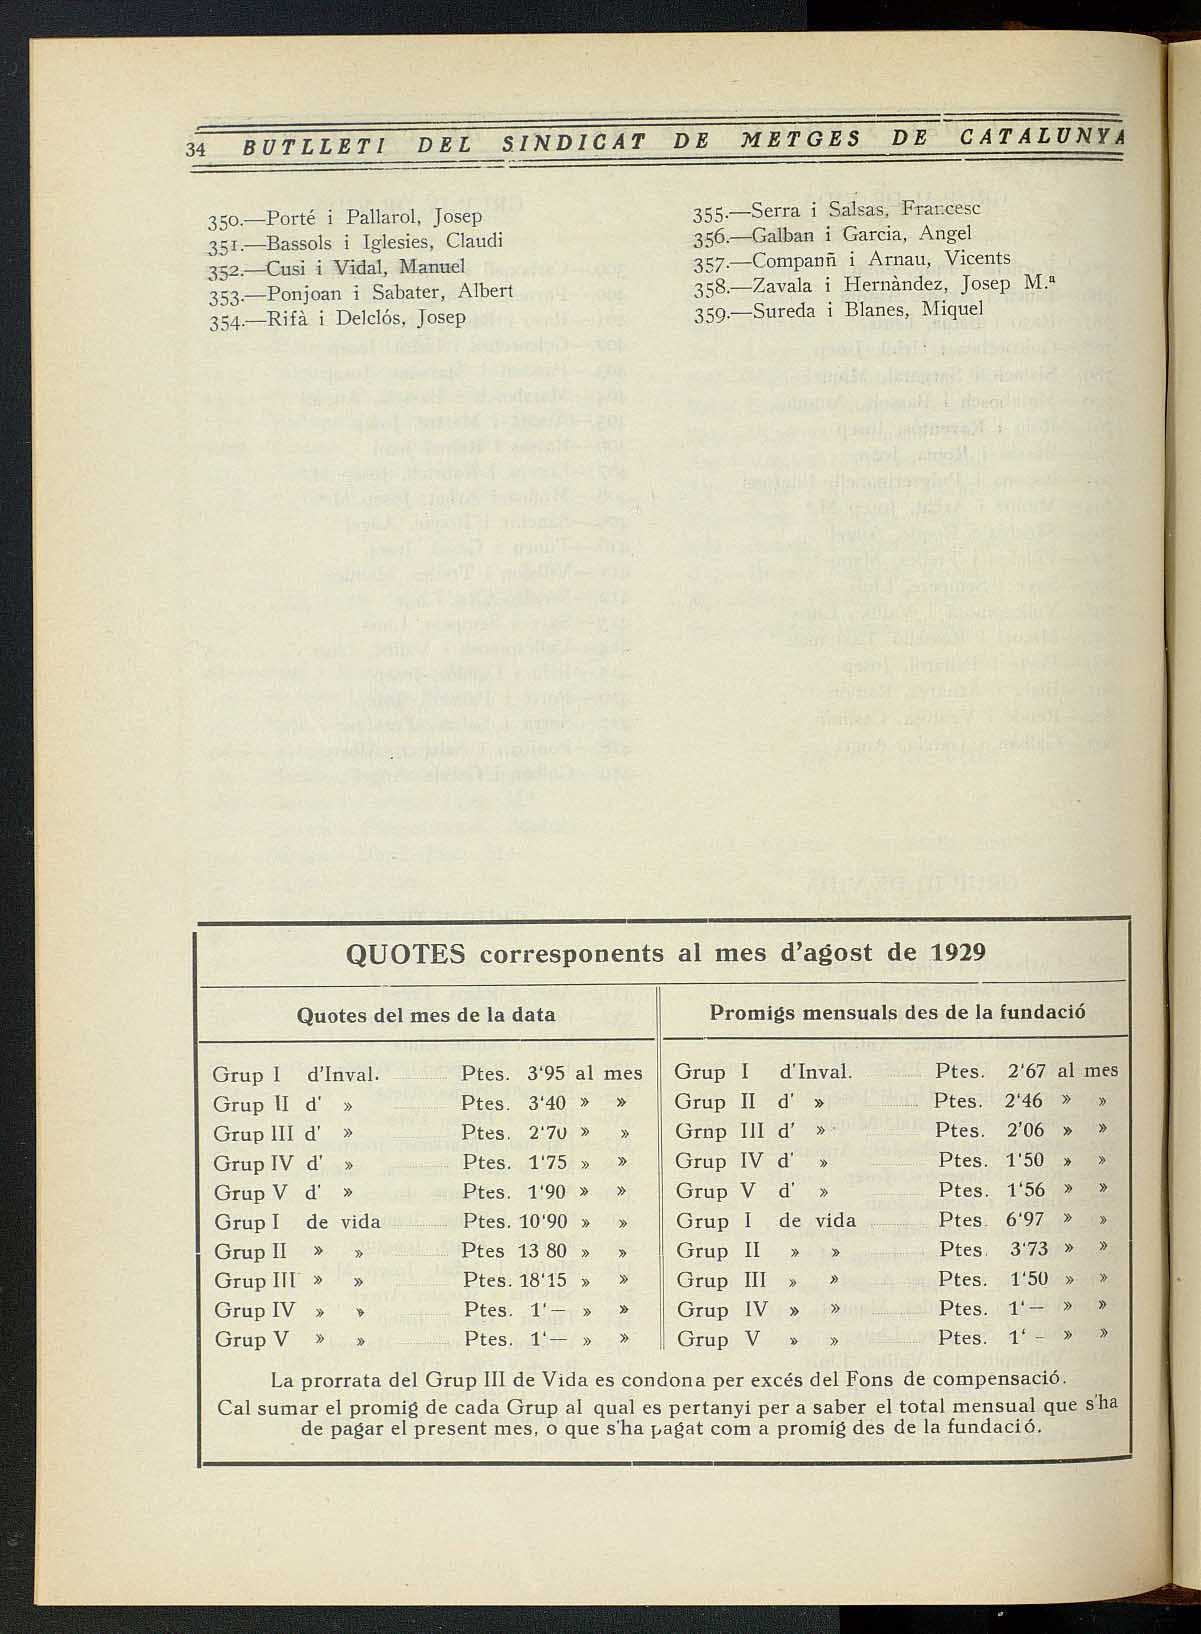 34 BUTLLETI DEL SINDICAT DE METGES DE CATALUNYA
350.—Porté i Pallarol, Josep
351.—Bassols i Iglesies, Claudi
352.—Cusi i Vidal, Manuel
353.—Ponjoan i Sabater, Albert
354.—Rifà i Delclós, Josep
355.—Serra i Salsas, Francesc
356.—Galban i Garcia, Angel
357.—Companñ i Arnau, Vicents
358.—Zavala i Hernàndez, Josep M.ª
359.—Sureda i Blanes, Miquel
QUOTES corresponents al mes d'agost de 1929
Quotes del mes de la data
Grup I d'Inval. Ptes. 3'95 al mes
Grup II d' » Ptes. 3'40 » »
Grup III d' » Ptes. 2'70 » »
Grup IV d' » Ptes. 1'75 » »
Grup V d' » Ptes. 1'90 » »
Grup I de vida Ptes. 10'90 » »
Grup II » » Ptes 13 80 » »
Grup III » » Ptes. 18'15 » »
Grup IV » » Ptes. 1'— » »
Grup V » » Ptes. 1'— » »
Promigs mensuals des de la fundació
Grup I d'Inval. Ptes. 2'67 al mes
Grup II d' » Ptes. 2'46 » »
Grnp III d' » Ptes. 2'06 » »
Grup IV d' » Ptes. 1'50 » »
Grup V d' » Ptes. 1'56 » »
Grup I de vida Ptes. 6'97 » »
Grup II » » Ptes. 3'73 » »
Grup III » » Ptes. 1'50 » »
Grup IV » » Ptes. 1'— » »
Grup V » » Ptes. 1' - » »
La prorrata del Grup III de Vida es condona per excés del Fons de compensació.
Cal sumar el promig de cada Grup al qual es pertanyi per a saber el total mensual que s'ha
de pagar el present mes, o que s'ha pagat com a promig des de la fundació.